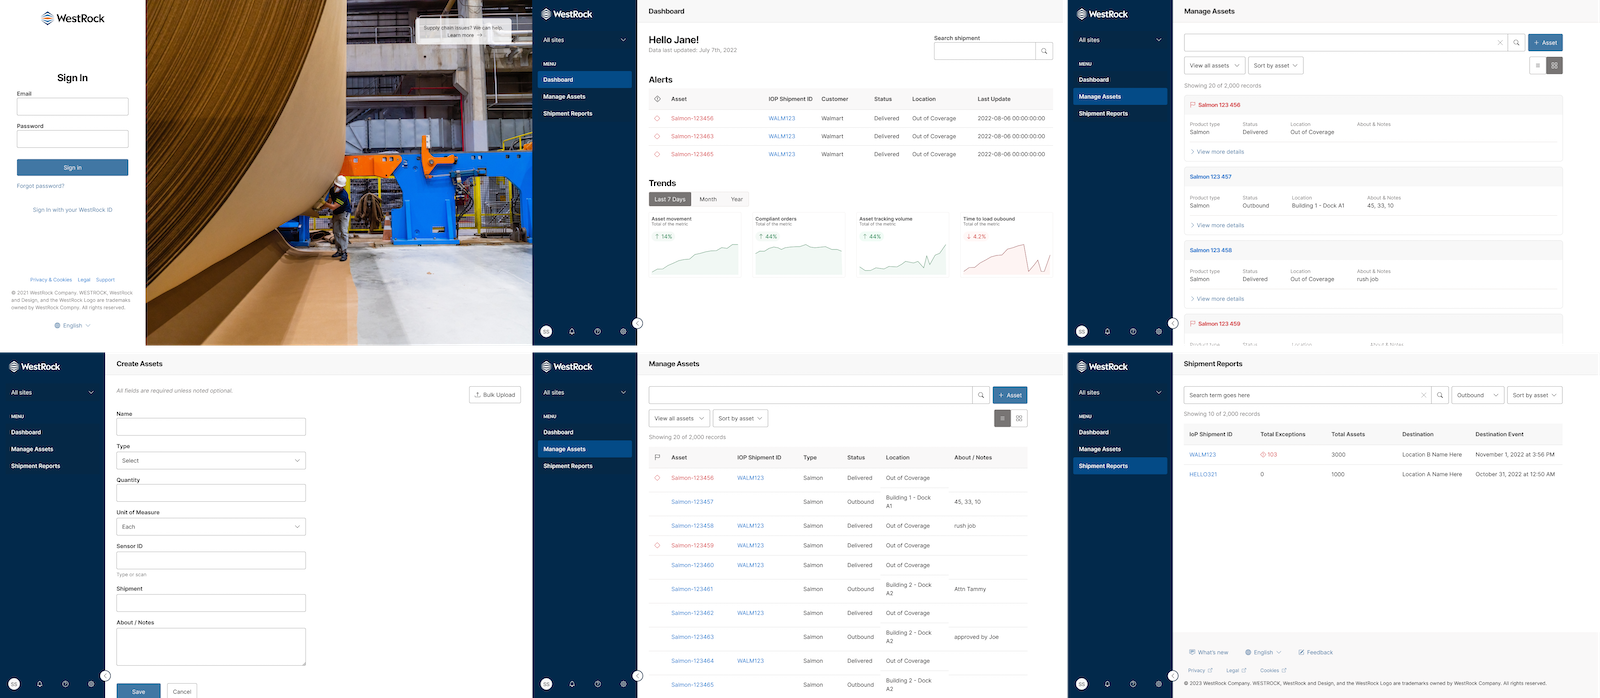 WestRock
Sign In
Email
Password
Sign In
Forgot password?
Sign In with your WestRock ID
Privacy & Cookies Legal Support
© 2021 WestRock Company, WESTROCK, WestRock
and Design, and the WestRock Logo are trademarks
owned by WestRock Compny. All rights reserved.
English
Supply chain issues? We can help.
Learn more →
WestRock
All sites
MENU
Dashboard
Manage Assets
Shipment Reports
SS
Dashboard
Hello Jane!
Data last updated: July 7th, 2022
Search shipment
Alerts
Asset IOP Shipment ID Customer Status Location Last Update
Salmon-123456 WALM123 Walmart Delivered Out of Coverage 2022-08-06 00:00:00:00
Salmon-123463 WALM123 Walmart Delivered Out of Coverage 2022-08-06 00:00:00:00
Salmon-123465 WALM123 Walmart Delivered Out of Coverage 2022-08-06 00:00:00:00
Trends
Last 7 Days Month Year
Asset movement
Total of the metric
↑ 14%
Compliant orders
Total of the metric
↑ 44%
Asset tracking volume
Total of the metric
↑ 44%
Time to load outbound
Total of the metric
↓ 4.2%
WestRock
All sites
MENU
Dashboard
Manage Assets
Shipment Reports
SS
Manage Assets
+ Asset
View all assets Sort by asset
Showing 20 of 2,000 records
Salmon 123 456
Product type Status Location About & Notes
Salmon Delivered Out of Coverage
View more details
Salmon 123 457
Product type Status Location About & Notes
Salmon Outbound Building 1 - Dock A1 45, 33, 10
View more details
Salmon 123 458
Product type Status Location About & Notes
Salmon Delivered Out of Coverage rush job
View more details
Salmon 123 459
Product type Status Location About & Notes
WestRock
All sites
MENU
Dashboard
Manage Assets
Shipment Reports
SS
Create Assets
All fields are required unless noted optional.
Bulk Upload
Name
Type
Select
Quantity
Unit of Measure
Each
Sensor ID
Type or scan
Shipment
About / Notes
Save Cancel
WestRock
All sites
MENU
Dashboard
Manage Assets
Shipment Reports
SS
Manage Assets
+ Asset
View all assets Sort by asset
Showing 20 of 2,000 records
Asset IOP Shipment ID Type Status Location About / Notes
Salmon-123456 WALM123 Salmon Delivered Out of Coverage
Salmon-123457 Salmon Outbound Building 1 - Dock A1 45, 33, 10
Salmon-123458 WALM123 Salmon Delivered Out of Coverage rush job
Salmon-123459 WALM123 Salmon Delivered Out of Coverage
Salmon-123460 WALM123 Salmon Delivered Out of Coverage
Salmon-123461 Salmon Outbound Building 2 - Dock A2 Attn Tammy
Salmon-123462 WALM123 Salmon Delivered Out of Coverage
Salmon-123463 Salmon Outbound Building 2 - Dock A2 approved by Joe
Salmon-123464 WALM123 Salmon Delivered Out of Coverage
Salmon-123465 Salmon Outbound Building 2 - Dock A2
WestRock
All sites
MENU
Dashboard
Manage Assets
Shipment Reports
SS
Shipment Reports
Search term goes here Outbound Sort by asset
Showing 10 of 2,000 records
IoP Shipment ID Total Exceptions Total Assets Destination Destination Event
WALM123 103 3000 Location B Name Here November 1, 2022 at 3:56 PM
HELLO321 0 1000 Location A Name Here October 31, 2022 at 12:50 AM
What's new English Feedback
Privacy Legal Cookies
© 2023 WestRock Company. WESTROCK, WestRock and Design, and the WestRock Logo are trademarks owned by WestRock Company. All rights reserved.